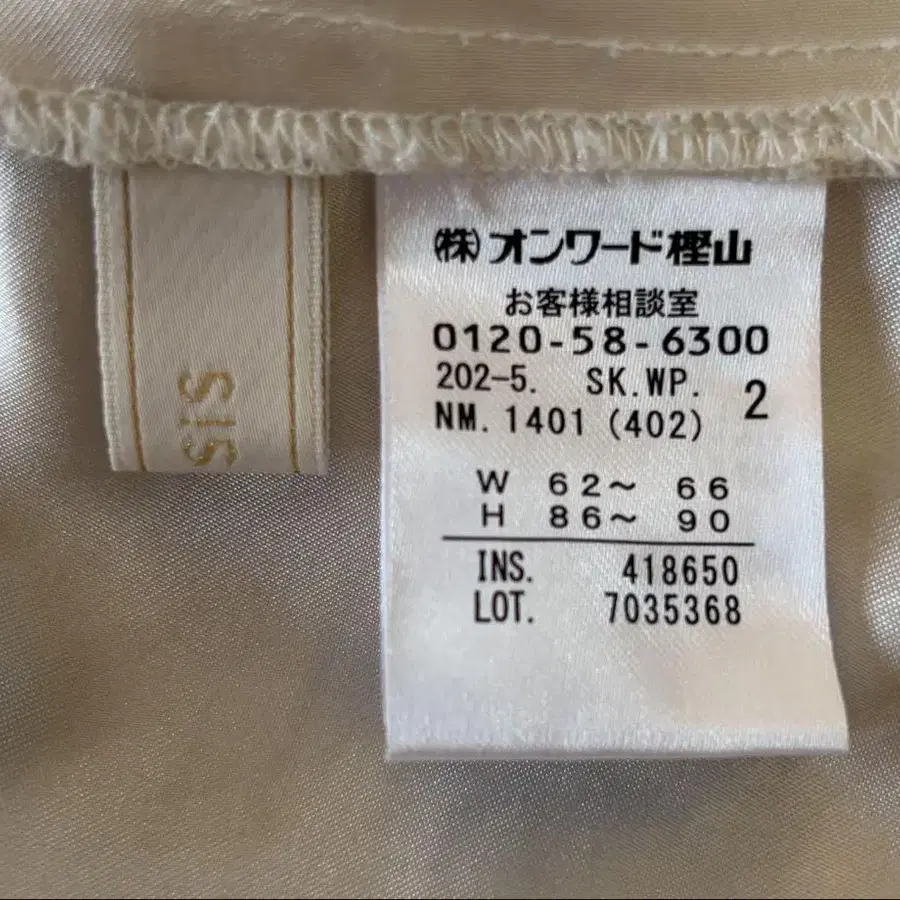 SIS
㈱オンワード樫山
お客様相談室
0120-58-6300
202-5. SK.WP. 2
NM. 1401 (402)
W 62〜 66
H 86〜 90
INS. 418650
LOT. 7035368